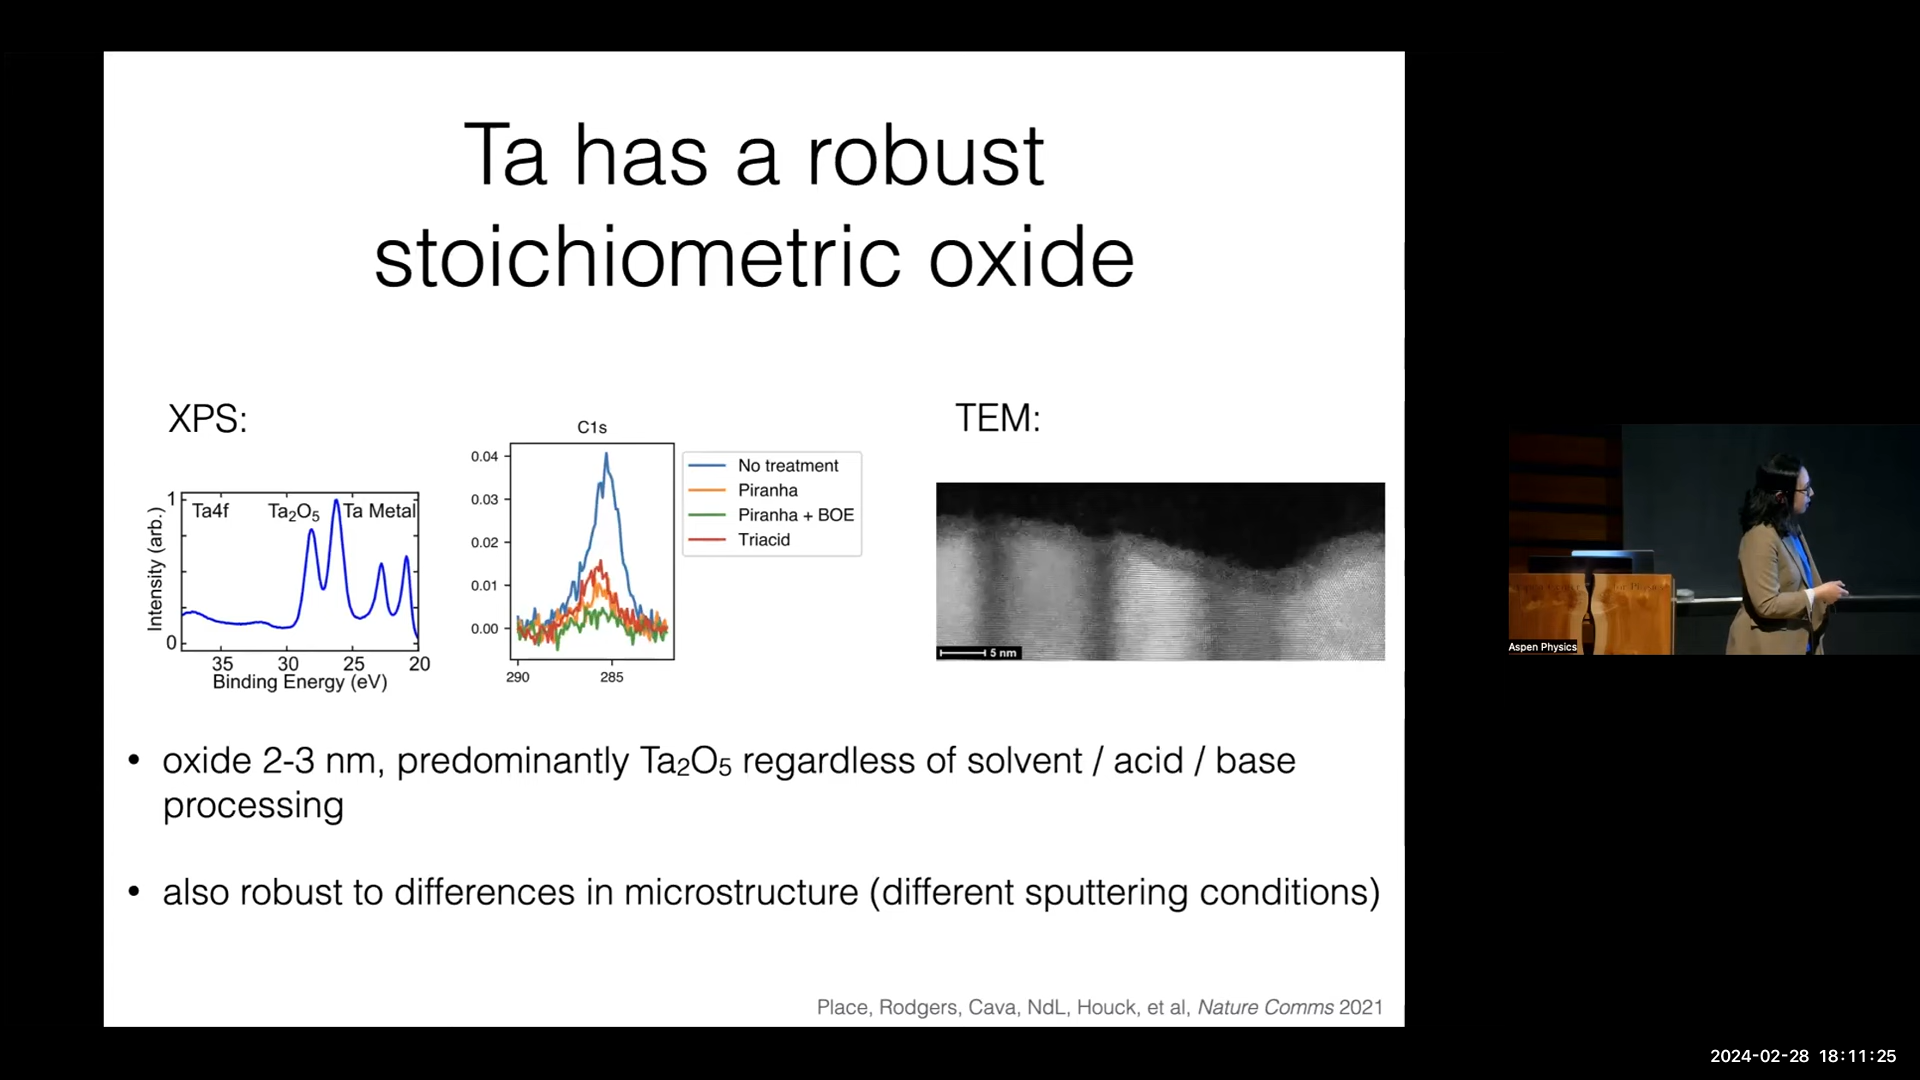 Ta has a robust
stoichiometric oxide
XPS:
TEM:
C1s
0.04
0.03
0.02
0.01
0.00
290
285
No treatment
Piranha
Piranha + BOE
Triacid
Intensity (arb.)
1
0
Ta4f
Ta₂O₅
Ta Metal
35
30
25
20
Binding Energy (eV)
5 nm
• oxide 2-3 nm, predominantly Ta₂O₅ regardless of solvent / acid / base
processing
• also robust to differences in microstructure (different sputtering conditions)
Place, Rodgers, Cava, NdL, Houck, et al, Nature Comms 2021
Aspen Physics
2024-02-28 18:11:25